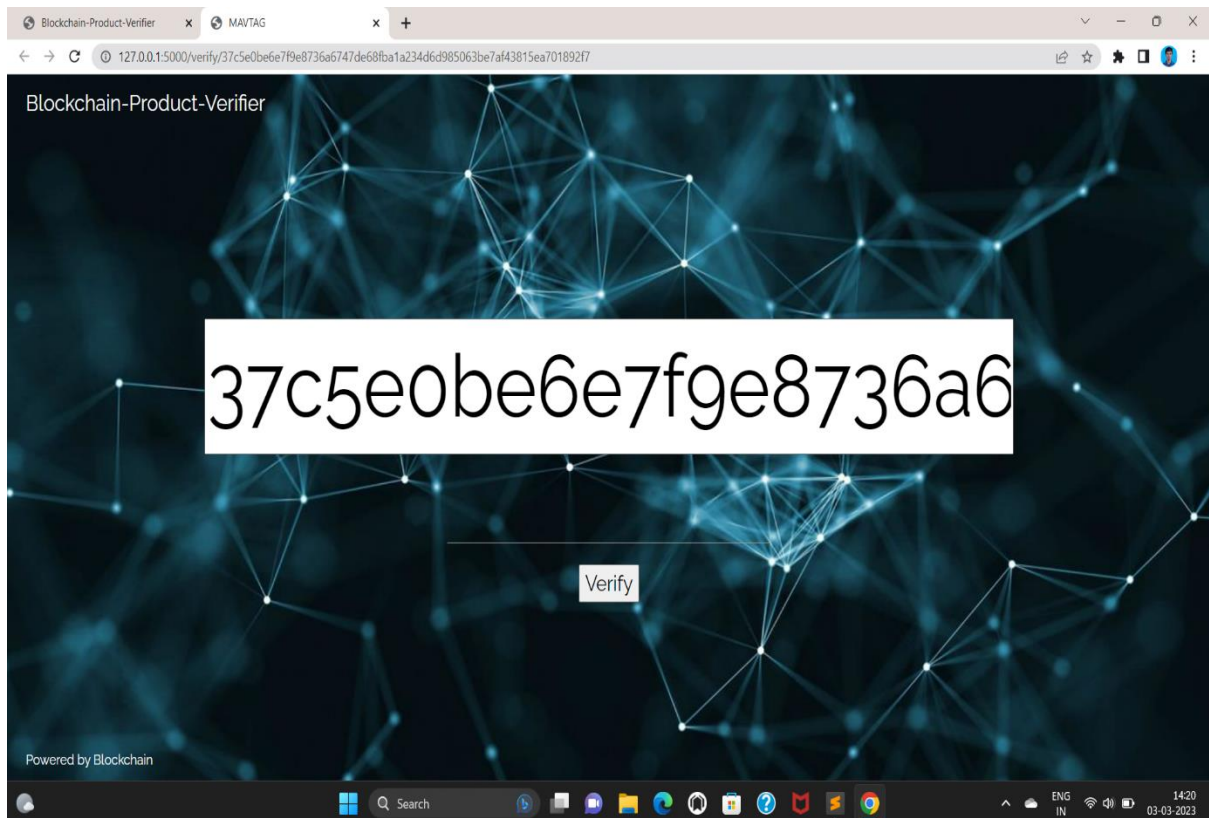 Blockchain-Product-Verifier
MAVTAG
127.0.0.1:5000/verify/37c5e0be6e7f9e8736a6747de68fba1a234d6d985063be7af43815ea701892f7
Blockchain-Product-Verifier
37c5e0be6e7f9e8736a6
Verify
Powered by Blockchain
Search
ENG
IN
14:20
03-03-2023